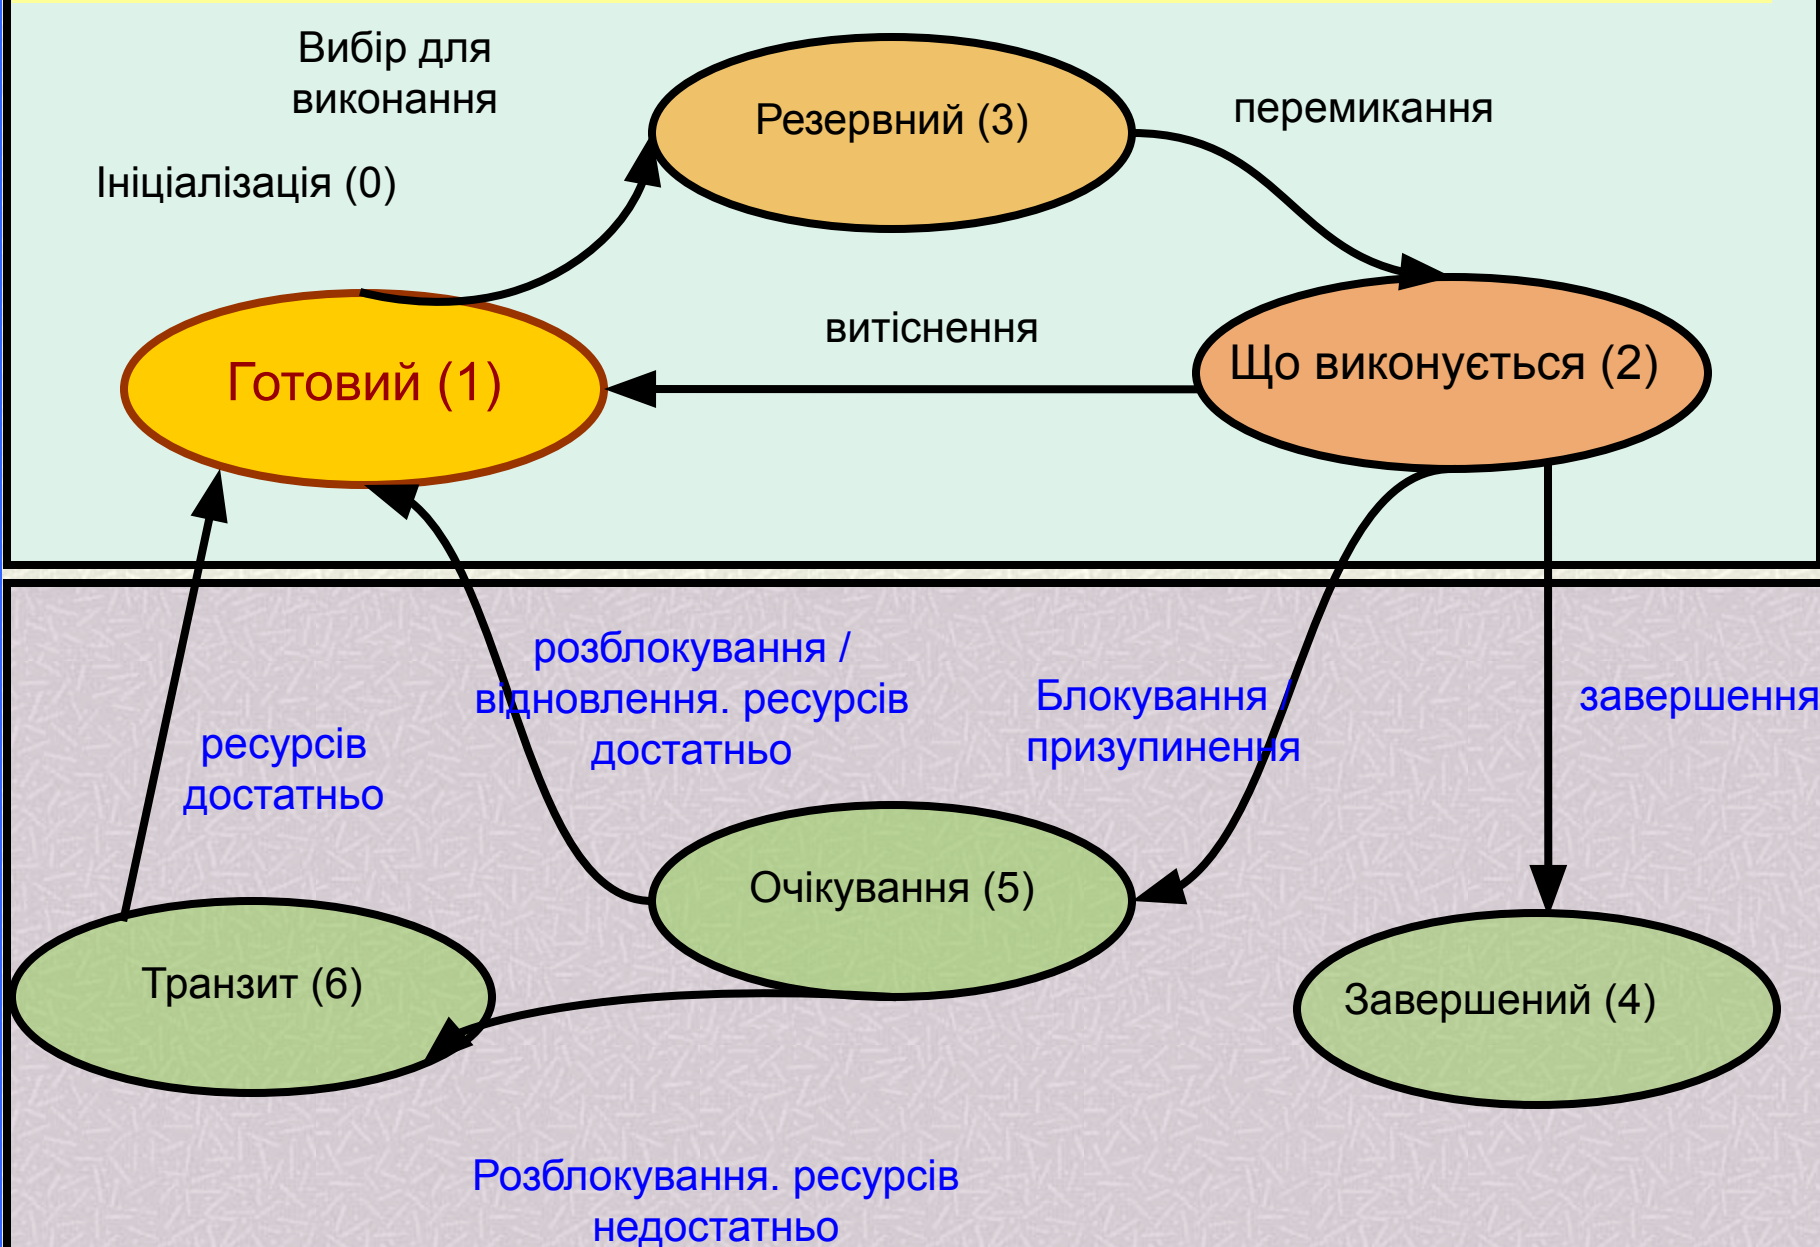 Вибір для
виконання
Резервний (3)
перемикання
Ініціалізація (0)
витіснення
Готовий (1)
Що виконується (2)
розблокування /
відновлення. ресурсів
достатньо
Блокування /
призупинення
завершення
ресурсів
достатньо
Очікування (5)
Транзит (6)
Завершений (4)
Розблокування. ресурсів
недостатньо